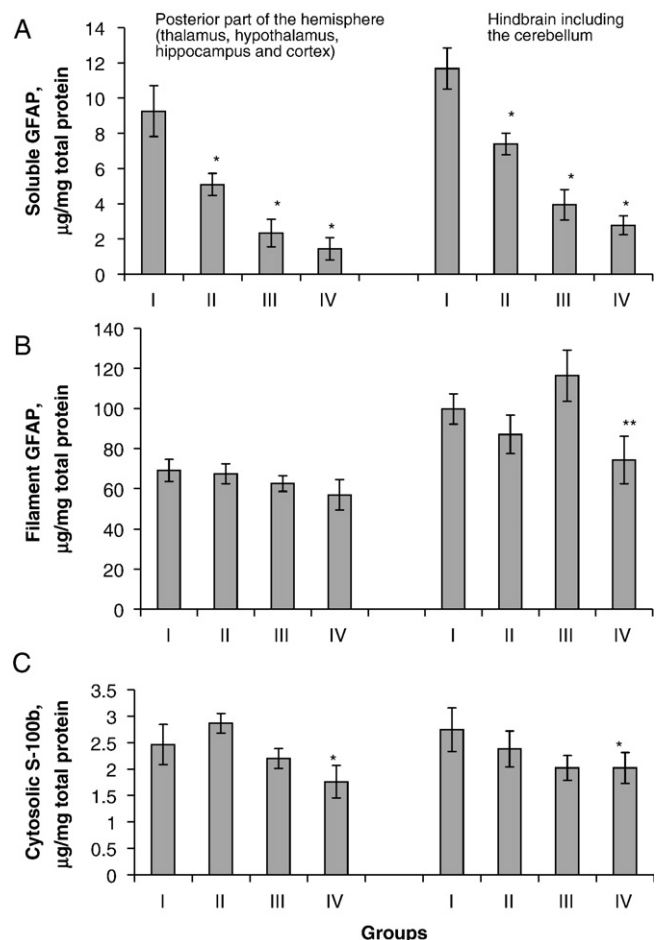 A
Posterior part of the hemisphere
(thalamus, hypothalamus,
hippocampus and cortex)
Hindbrain including
the cerebellum
Soluble GFAP,
µg/mg total protein
14
12
10
8
6
4
2
0
* * * * * *
I II III IV I II III IV
B
Filament GFAP,
µg/mg total protein
140
120
100
80
60
40
20
0
**
I II III IV I II III IV
C
Cytosolic S-100b,
µg/mg total protein
3.5
3
2.5
2
1.5
1
0.5
0
* *
I II III IV I II III IV
Groups